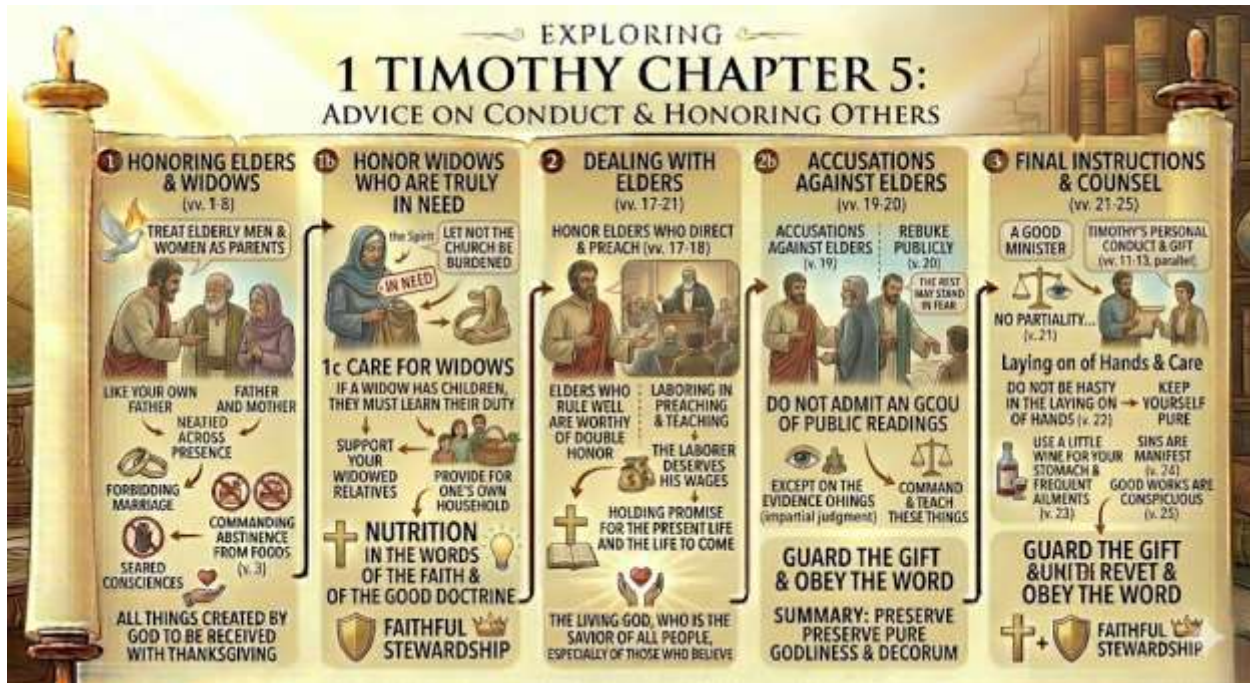 EXPLORING
1 TIMOTHY CHAPTER 5:
ADVICE ON CONDUCT & HONORING OTHERS
1 HONORING ELDERS
& WIDOWS
(vv. 1-8)
TREAT ELDERLY MEN &
WOMEN AS PARENTS
LIKE YOUR OWN
FATHER
FATHER
AND MOTHER
NEATIED
ACROSS
PRESENCE
FORBIDDING
MARRIAGE
COMMANDING
ABSTINENCE
FROM FOODS
(v. 3)
SEARED
CONSCIENCES
ALL THINGS CREATED BY
GOD TO BE RECEIVED
WITH THANKSGIVING
1b HONOR WIDOWS
WHO ARE TRULY
IN NEED
the Spirit
LET NOT THE
CHURCH BE
BURDENED
IN NEED
1c CARE FOR WIDOWS
IF A WIDOW HAS CHILDREN,
THEY MUST LEARN THEIR DUTY
SUPPORT
YOUR
WIDOWED
RELATIVES
PROVIDE FOR
ONE'S OWN
HOUSEHOLD
NUTRITION
IN THE WORDS
OF THE FAITH &
OF THE GOOD DOCTRINE
FAITHFUL
STEWARDSHIP
2 DEALING WITH
ELDERS
(vv. 17-21)
HONOR ELDERS WHO DIRECT
& PREACH (vv. 17-18)
ELDERS WHO
RULE WELL
ARE WORTHY
OF DOUBLE
HONOR
LABORING IN
PREACHING
& TEACHING
THE LABORER
DESERVES
HIS WAGES
HOLDING PROMISE
FOR THE PRESENT LIFE
AND THE LIFE TO COME
THE LIVING GOD, WHO IS THE
SAVIOR OF ALL PEOPLE,
ESPECIALLY OF THOSE WHO BELIEVE
2b ACCUSATIONS
AGAINST ELDERS
(vv. 19-20)
ACCUSATIONS
AGAINST ELDERS
(v. 19)
REBUKE
PUBLICLY
(v. 20)
THE REST
MAY STAND
IN FEAR
DO NOT ADMIT AN GCOU
OF PUBLIC READINGS
EXCEPT ON THE
EVIDENCE OHINGS
(impartial judgment)
COMMAND
& TEACH
THESE THINGS
GUARD THE GIFT
& OBEY THE WORD
SUMMARY: PRESERVE
PRESERVE PURE
GODLINESS & DECORUM
3 FINAL INSTRUCTIONS
& COUNSEL
(vv. 21-25)
A GOOD
MINISTER
TIMOTHY'S PERSONAL
CONDUCT & GIFT
(vv. 11-13, parallel)
NO PARTIALITY...
(v.21)
Laying on of Hands & Care
DO NOT BE HASTY
IN THE LAYING ON
OF HANDS (v. 22)
KEEP
YOURSELF
PURE
USE A LITTLE
WINE FOR YOUR
STOMACH &
FREQUENT
AILMENTS
(v. 23)
SINS ARE
MANIFEST
(v. 24)
GOOD WORKS ARE
CONSPICUOUS
(v. 25)
GUARD THE GIFT
REVET &
OBEY THE WORD
FAITHFUL
STEWARDSHIP